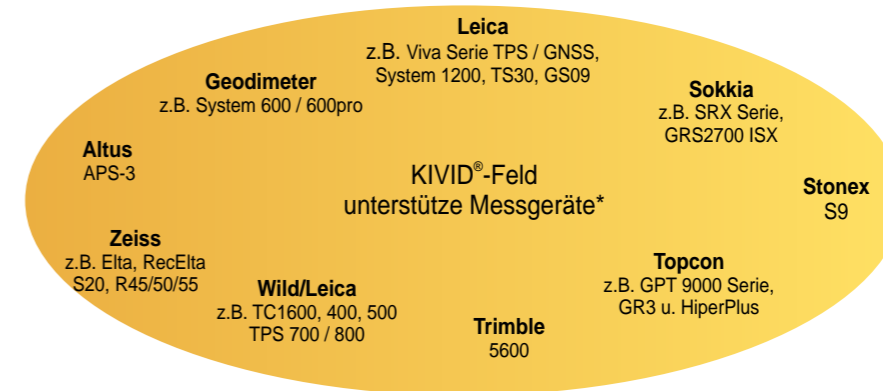 Leica
z.B. Viva Serie TPS / GNSS,
System 1200, TS30, GS09
Geodimeter
z.B. System 600 / 600pro
Sokkia
z.B. SRX Serie,
GRS2700 ISX
Altus
APS-3
KIVID®-Feld
unterstütze Messgeräte*
Stonex
S9
Zeiss
z.B. Elta, RecElta
S20, R45/50/55
Wild/Leica
z.B. TC1600, 400, 500
TPS 700 / 800
Trimble
5600
Topcon
z.B. GPT 9000 Serie,
GR3 u. HiperPlus